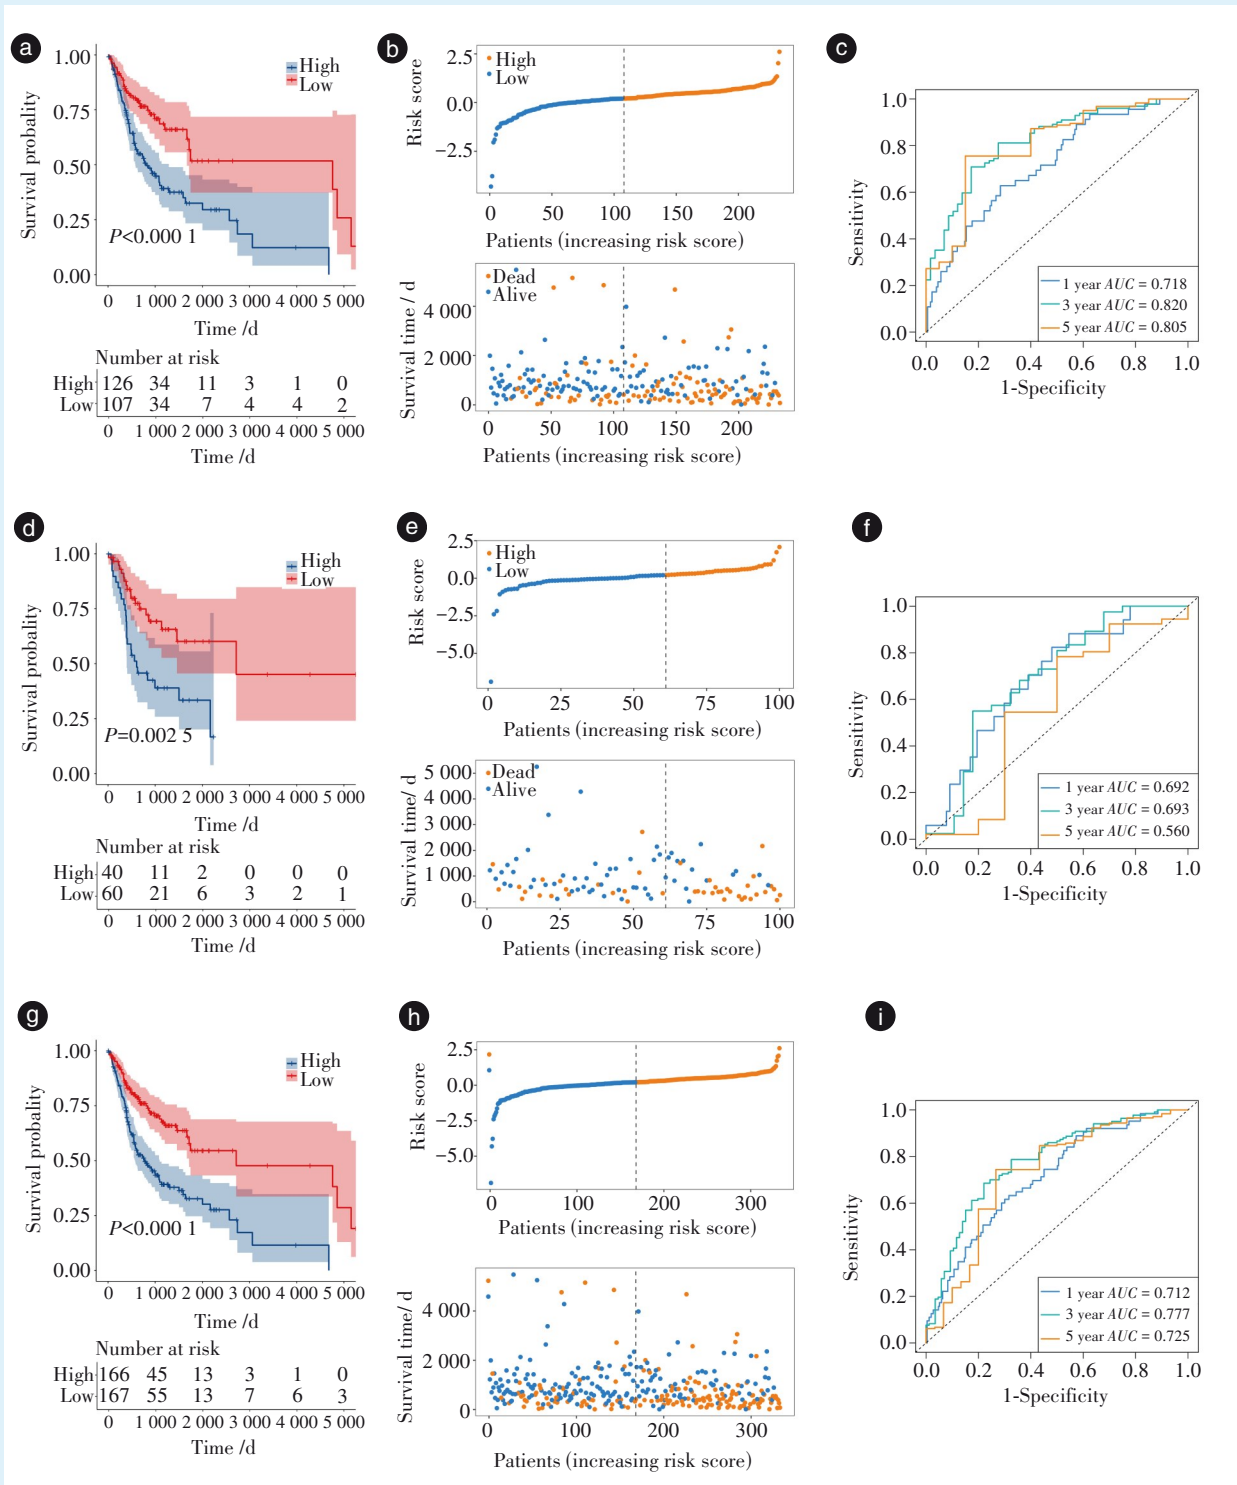 a
1.00
0.75
0.50
0.25
0.00
Survival probality
High
Low
P<0.000 1
0 1 000 2 000 3 000 4 000 5 000
Time /d
Number at risk
High 126 34 11 3 1 0
Low 107 34 7 4 4 2
0 1 000 2 000 3 000 4 000 5 000
Time /d
b
2.5
0.0
−2.5
Risk score
High
Low
0 50 100 150 200
Patients (increasing risk score)
Dead
Alive
4 000
2 000
0
Survival time / d
0 50 100 150 200
Patients (increasing risk score)
c
1.0
0.8
0.6
0.4
0.2
0.0
Sensitivity
1 year AUC = 0.718
3 year AUC = 0.820
5 year AUC = 0.805
0.0 0.2 0.4 0.6 0.8 1.0
1-Specificity
d
1.00
0.75
0.50
0.25
0.00
Survival probality
High
Low
P=0.002 5
0 1 000 2 000 3 000 4 000 5 000
Time /d
Number at risk
High 40 11 2 0 0 0
Low 60 21 6 3 2 1
0 1 000 2 000 3 000 4 000 5 000
Time /d
e
2.5
0.0
−2.5
−5.0
Risk score
High
Low
0 25 50 75 100
Patients (increasing risk score)
Dead
Alive
5 000
4 000
3 000
2 000
1 000
0
Survival time/ d
0 25 50 75 100
Patients (increasing risk score)
f
1.0
0.8
0.6
0.4
0.2
0.0
Sensitivity
1 year AUC = 0.692
3 year AUC = 0.693
5 year AUC = 0.560
0.0 0.2 0.4 0.6 0.8 1.0
1-Specificity
g
1.00
0.75
0.50
0.25
0.00
Survival probality
High
Low
P<0.000 1
0 1 000 2 000 3 000 4 000 5 000
Time /d
Number at risk
High 166 45 13 3 1 0
Low 167 55 13 7 6 3
0 1 000 2 000 3 000 4 000 5 000
Time /d
h
2.5
0.0
−2.5
−5.0
Risk score
0 100 200 300
Patients (increasing risk score)
4 000
2 000
0
Survival time/ d
0 100 200 300
Patients (increasing risk score)
i
1.0
0.8
0.6
0.4
0.2
0.0
Sensitivity
1 year AUC = 0.712
3 year AUC = 0.777
5 year AUC = 0.725
0.0 0.2 0.4 0.6 0.8 1.0
1-Specificity